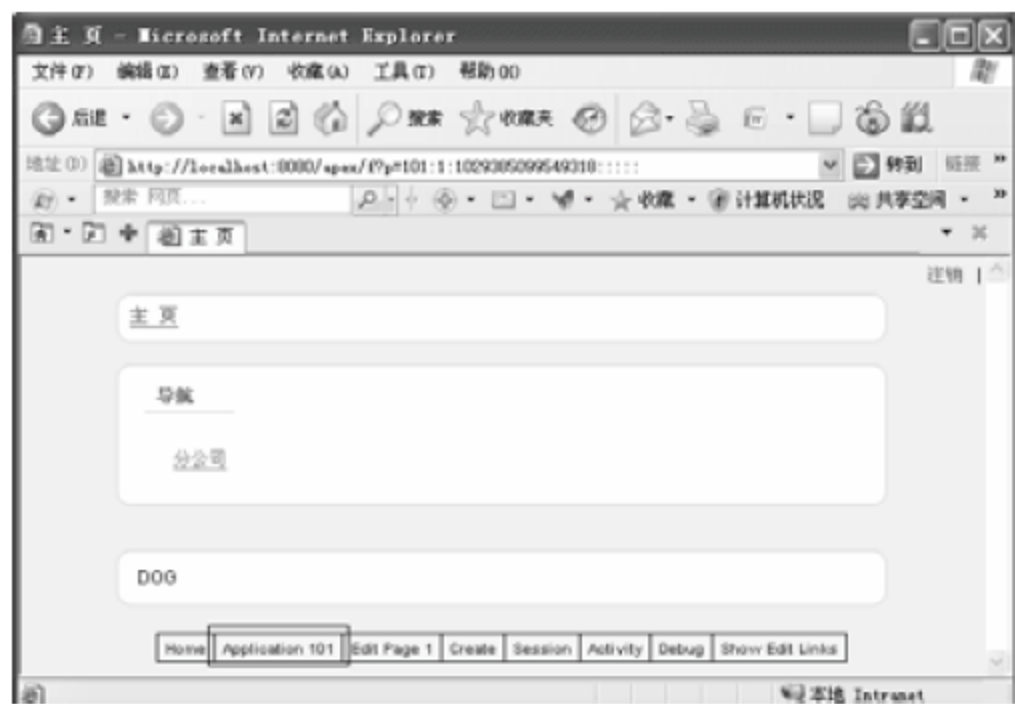 主 页 - Microsoft Internet Explorer
文件(F) 编辑(E) 查看(V) 收藏(A) 工具(T) 帮助(H)
后退 搜索 收藏夹
地址(D) http://localhost:8080/apex/f?p=101:1:1029385099549318::::: 转到 链接 »
搜索 网页... 收藏 计算机状况 共享空间 »
主 页
注销 |
主 页
导航
分公司
DOG
Home Application 101 Edit Page 1 Create Session Activity Debug Show Edit Links
本地 Intranet